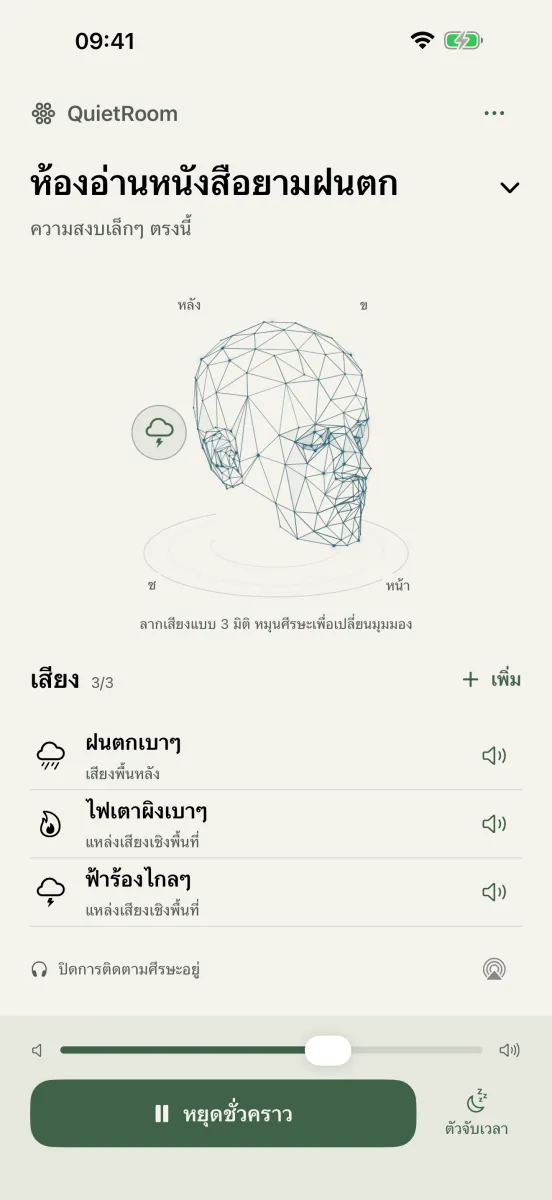 09:41
QuietRoom
ห้องอ่านหนังสือยามฝนตก
ความสงบเล็กๆ ตรงนี้
หลัง
ข
ซ
หน้า
ลากเสียงแบบ 3 มิติ หมุนศีรษะเพื่อเปลี่ยนมุมมอง
เสียง 3/3
เพิ่ม
ฝนตกเบาๆ
เสียงพื้นหลัง
ไฟเตาผิงเบาๆ
แหล่งเสียงเชิงพื้นที่
ฟ้าร้องไกลๆ
แหล่งเสียงเชิงพื้นที่
ปิดการติดตามศีรษะอยู่
หยุดชั่วคราว
ตัวจับเวลา